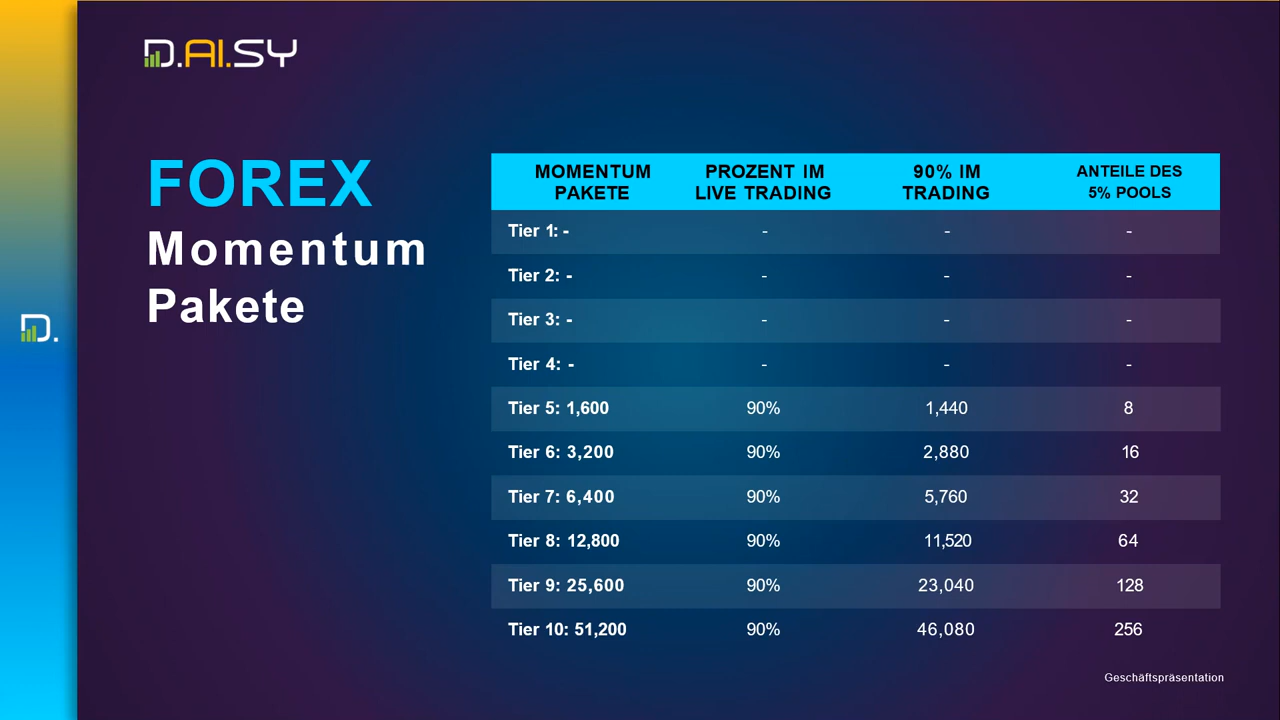 D.AI.SY
FOREX
Momentum
Pakete
MOMENTUM PAKETE PROZENT IM LIVE TRADING 90% IM TRADING ANTEILE DES 5% POOLS
Tier 1: - - - -
Tier 2: - - - -
Tier 3: - - - -
Tier 4: - - - -
Tier 5: 1,600 90% 1,440 8
Tier 6: 3,200 90% 2,880 16
Tier 7: 6,400 90% 5,760 32
Tier 8: 12,800 90% 11,520 64
Tier 9: 25,600 90% 23,040 128
Tier 10: 51,200 90% 46,080 256
D.
Geschäftspräsentation